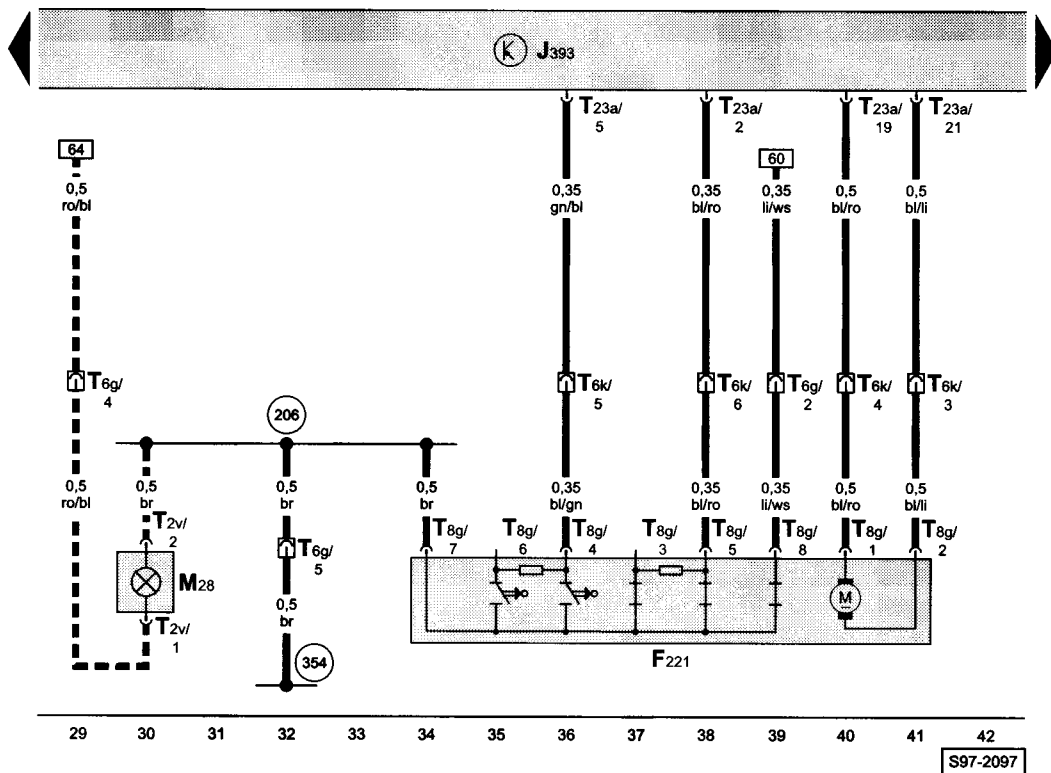 K J393
T23a/ T23a/ T23a/ T23a/
5 2 19 21
64 60
0,5 0,35 0,35 0,35 0,5 0,5
ro/bl gn/bl bl/ro li/ws bl/ro bl/li
T6g/ T6k/ T6k/ T6g/ T6k/ T6k/
4 5 6 2 4 3
206
0,5 0,5 0,5 0,5 0,35 0,35 0,35 0,5 0,5
ro/bl br br br bl/gn bl/ro li/ws bl/ro bl/li
T2v/ T8g/ T8g/ T8g/ T8g/ T8g/ T8g/ T8g/ T8g/
2 7 6 4 3 5 8 1 2
T6g/
5
M28
M
0,5
br
T2v/
1
354
F221
29 30 31 32 33 34 35 36 37 38 39 40 41 42
S97-2097